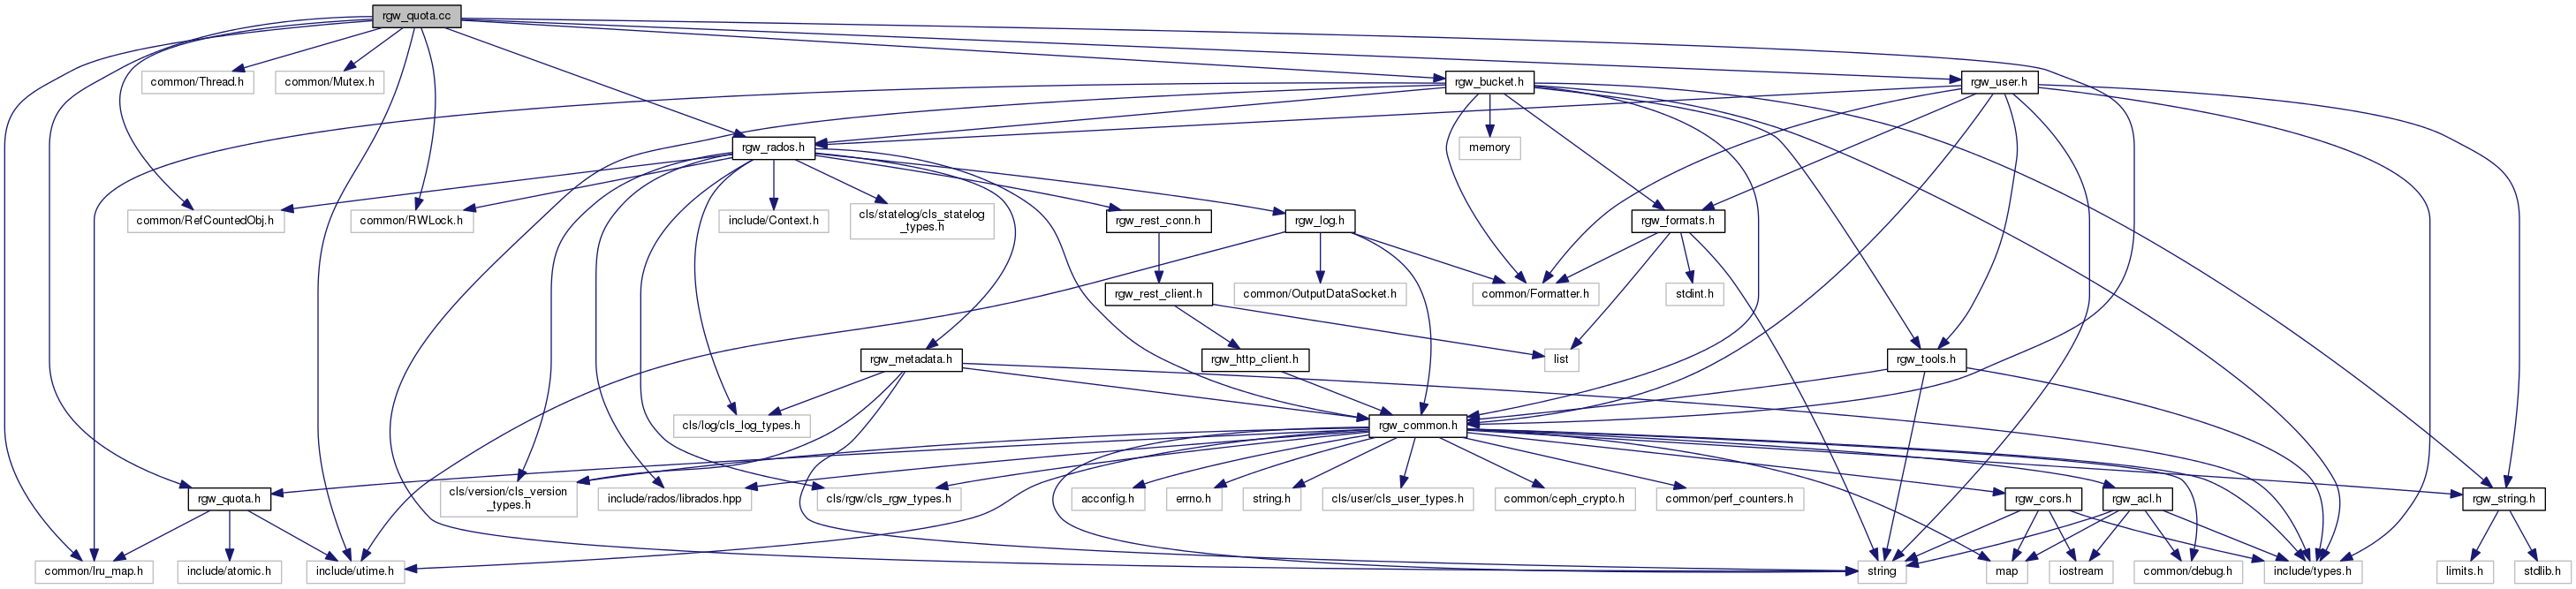 rgw_quota.cc
common/Thread.h
common/Mutex.h
rgw_bucket.h
rgw_user.h
rgw_rados.h
memory
common/RefCountedObj.h
common/RWLock.h
include/Context.h
cls/statelog/cls_statelog
_types.h
rgw_rest_conn.h
rgw_log.h
rgw_formats.h
rgw_rest_client.h
common/OutputDataSocket.h
common/Formatter.h
stdint.h
rgw_metadata.h
rgw_http_client.h
list
rgw_tools.h
cls/log/cls_log_types.h
rgw_common.h
rgw_quota.h
cls/version/cls_version
_types.h
include/rados/librados.hpp
cls/rgw/cls_rgw_types.h
acconfig.h
errno.h
string.h
cls/user/cls_user_types.h
common/ceph_crypto.h
common/perf_counters.h
rgw_cors.h
rgw_acl.h
rgw_string.h
common/lru_map.h
include/atomic.h
include/utime.h
string
map
iostream
common/debug.h
include/types.h
limits.h
stdlib.h